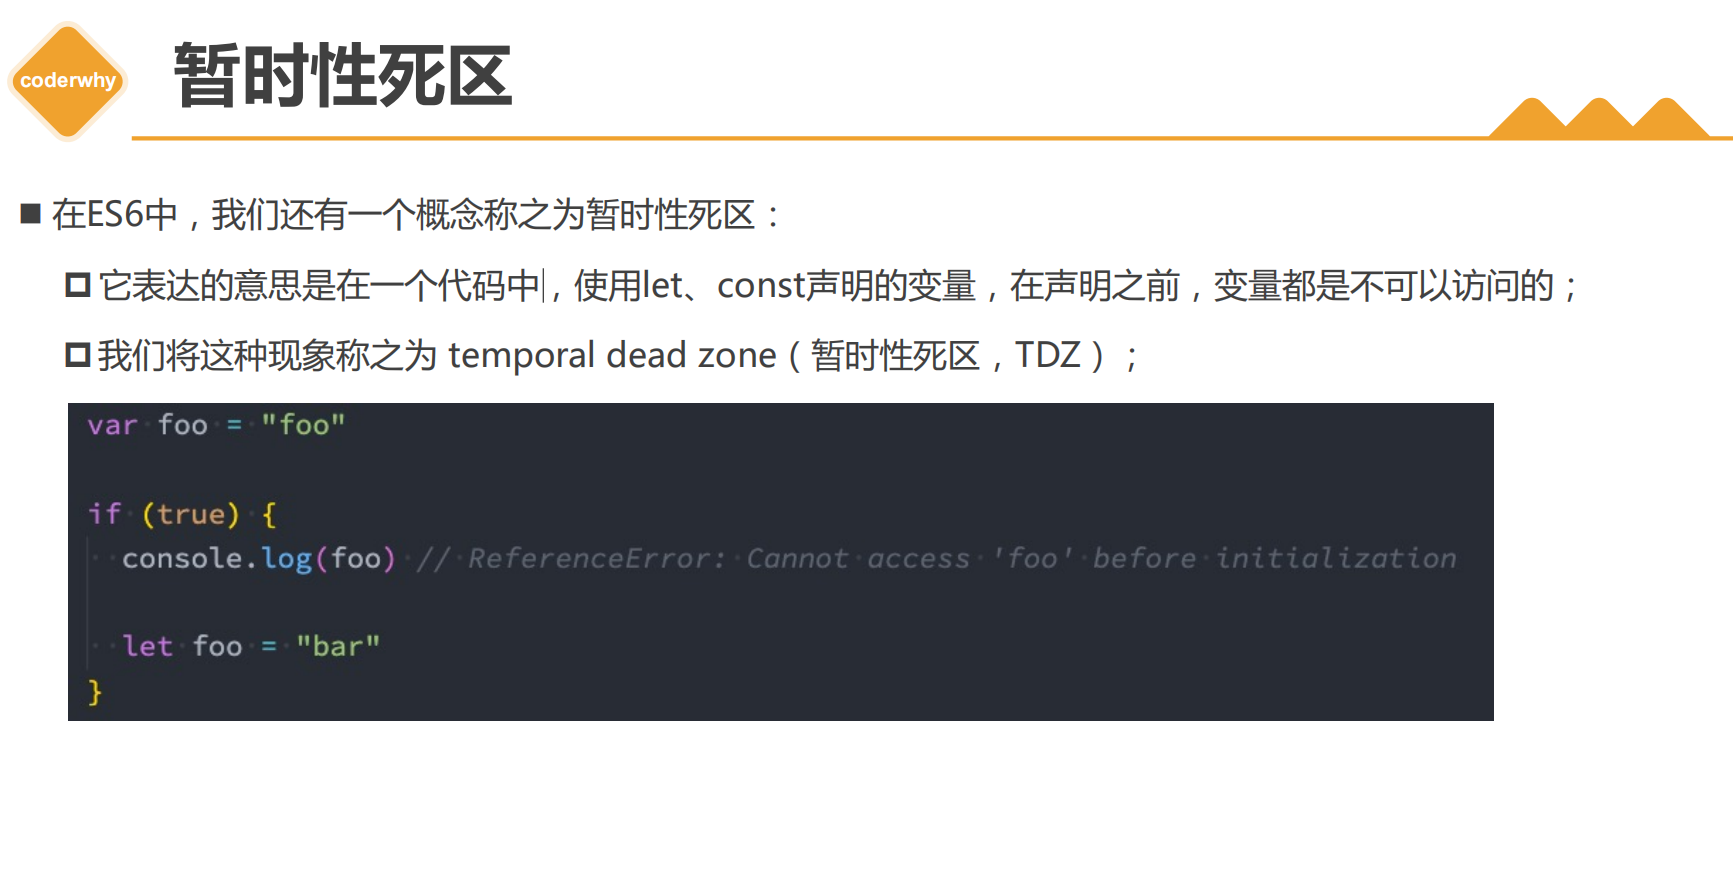 coderwhy
暂时性死区
在ES6中，我们还有一个概念称之为暂时性死区：
它表达的意思是在一个代码中，使用let、const声明的变量，在声明之前，变量都是不可以访问的；
我们将这种现象称之为 temporal dead zone（暂时性死区，TDZ）；
var foo = "foo"
if (true) {
  console.log(foo) // ReferenceError: Cannot access 'foo' before initialization
  let foo = "bar"
}